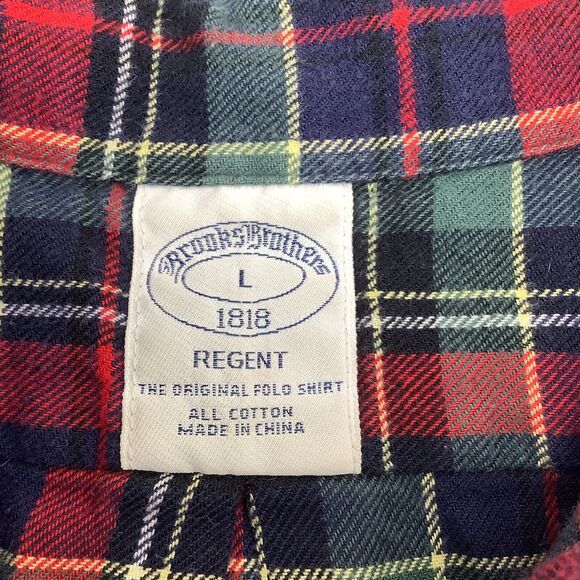 Brooks Brothers
L
1818
REGENT
THE ORIGINAL POLO SHIRT
ALL COTTON
MADE IN CHINA